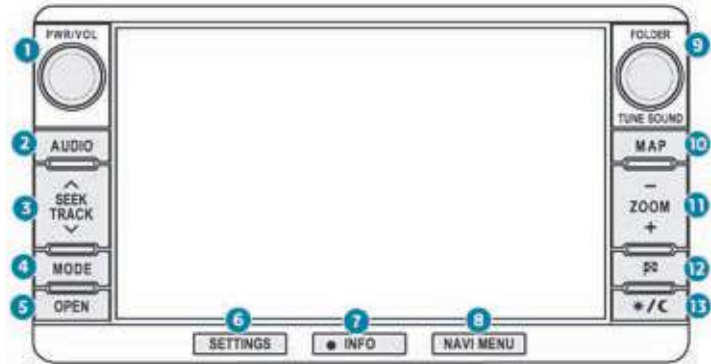 1
PWR/VOL
2
AUDIO
3
SEEK
TRACK
4
MODE
5
OPEN
6
SETTINGS
7
INFO
8
NAVI MENU
9
FOLDER
TUNE SOUND
10
MAP
11
−
ZOOM
+
12
13
☀/☾